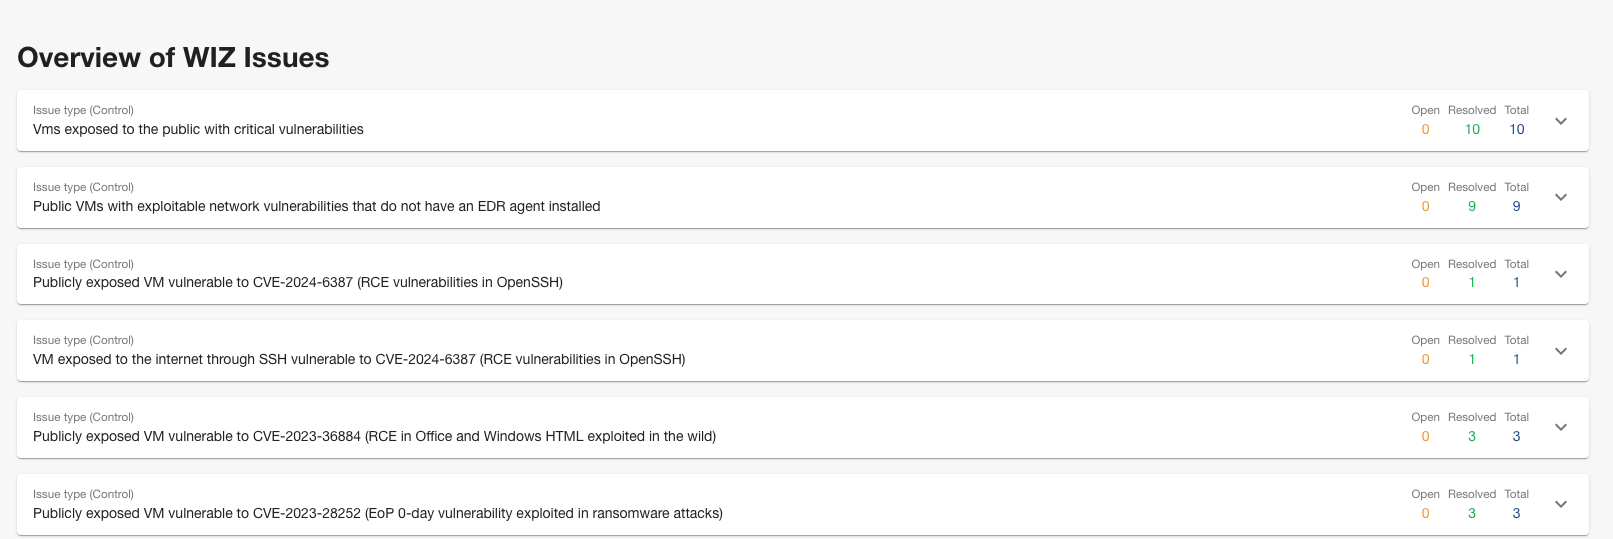 Overview of WIZ Issues
Issue type (Control) Open Resolved Total
Vms exposed to the public with critical vulnerabilities 0 10 10
Issue type (Control) Open Resolved Total
Public VMs with exploitable network vulnerabilities that do not have an EDR agent installed 0 9 9
Issue type (Control) Open Resolved Total
Publicly exposed VM vulnerable to CVE-2024-6387 (RCE vulnerabilities in OpenSSH) 0 1 1
Issue type (Control) Open Resolved Total
VM exposed to the internet through SSH vulnerable to CVE-2024-6387 (RCE vulnerabilities in OpenSSH) 0 1 1
Issue type (Control) Open Resolved Total
Publicly exposed VM vulnerable to CVE-2023-36884 (RCE in Office and Windows HTML exploited in the wild) 0 3 3
Issue type (Control) Open Resolved Total
Publicly exposed VM vulnerable to CVE-2023-28252 (EoP 0-day vulnerability exploited in ransomware attacks) 0 3 3